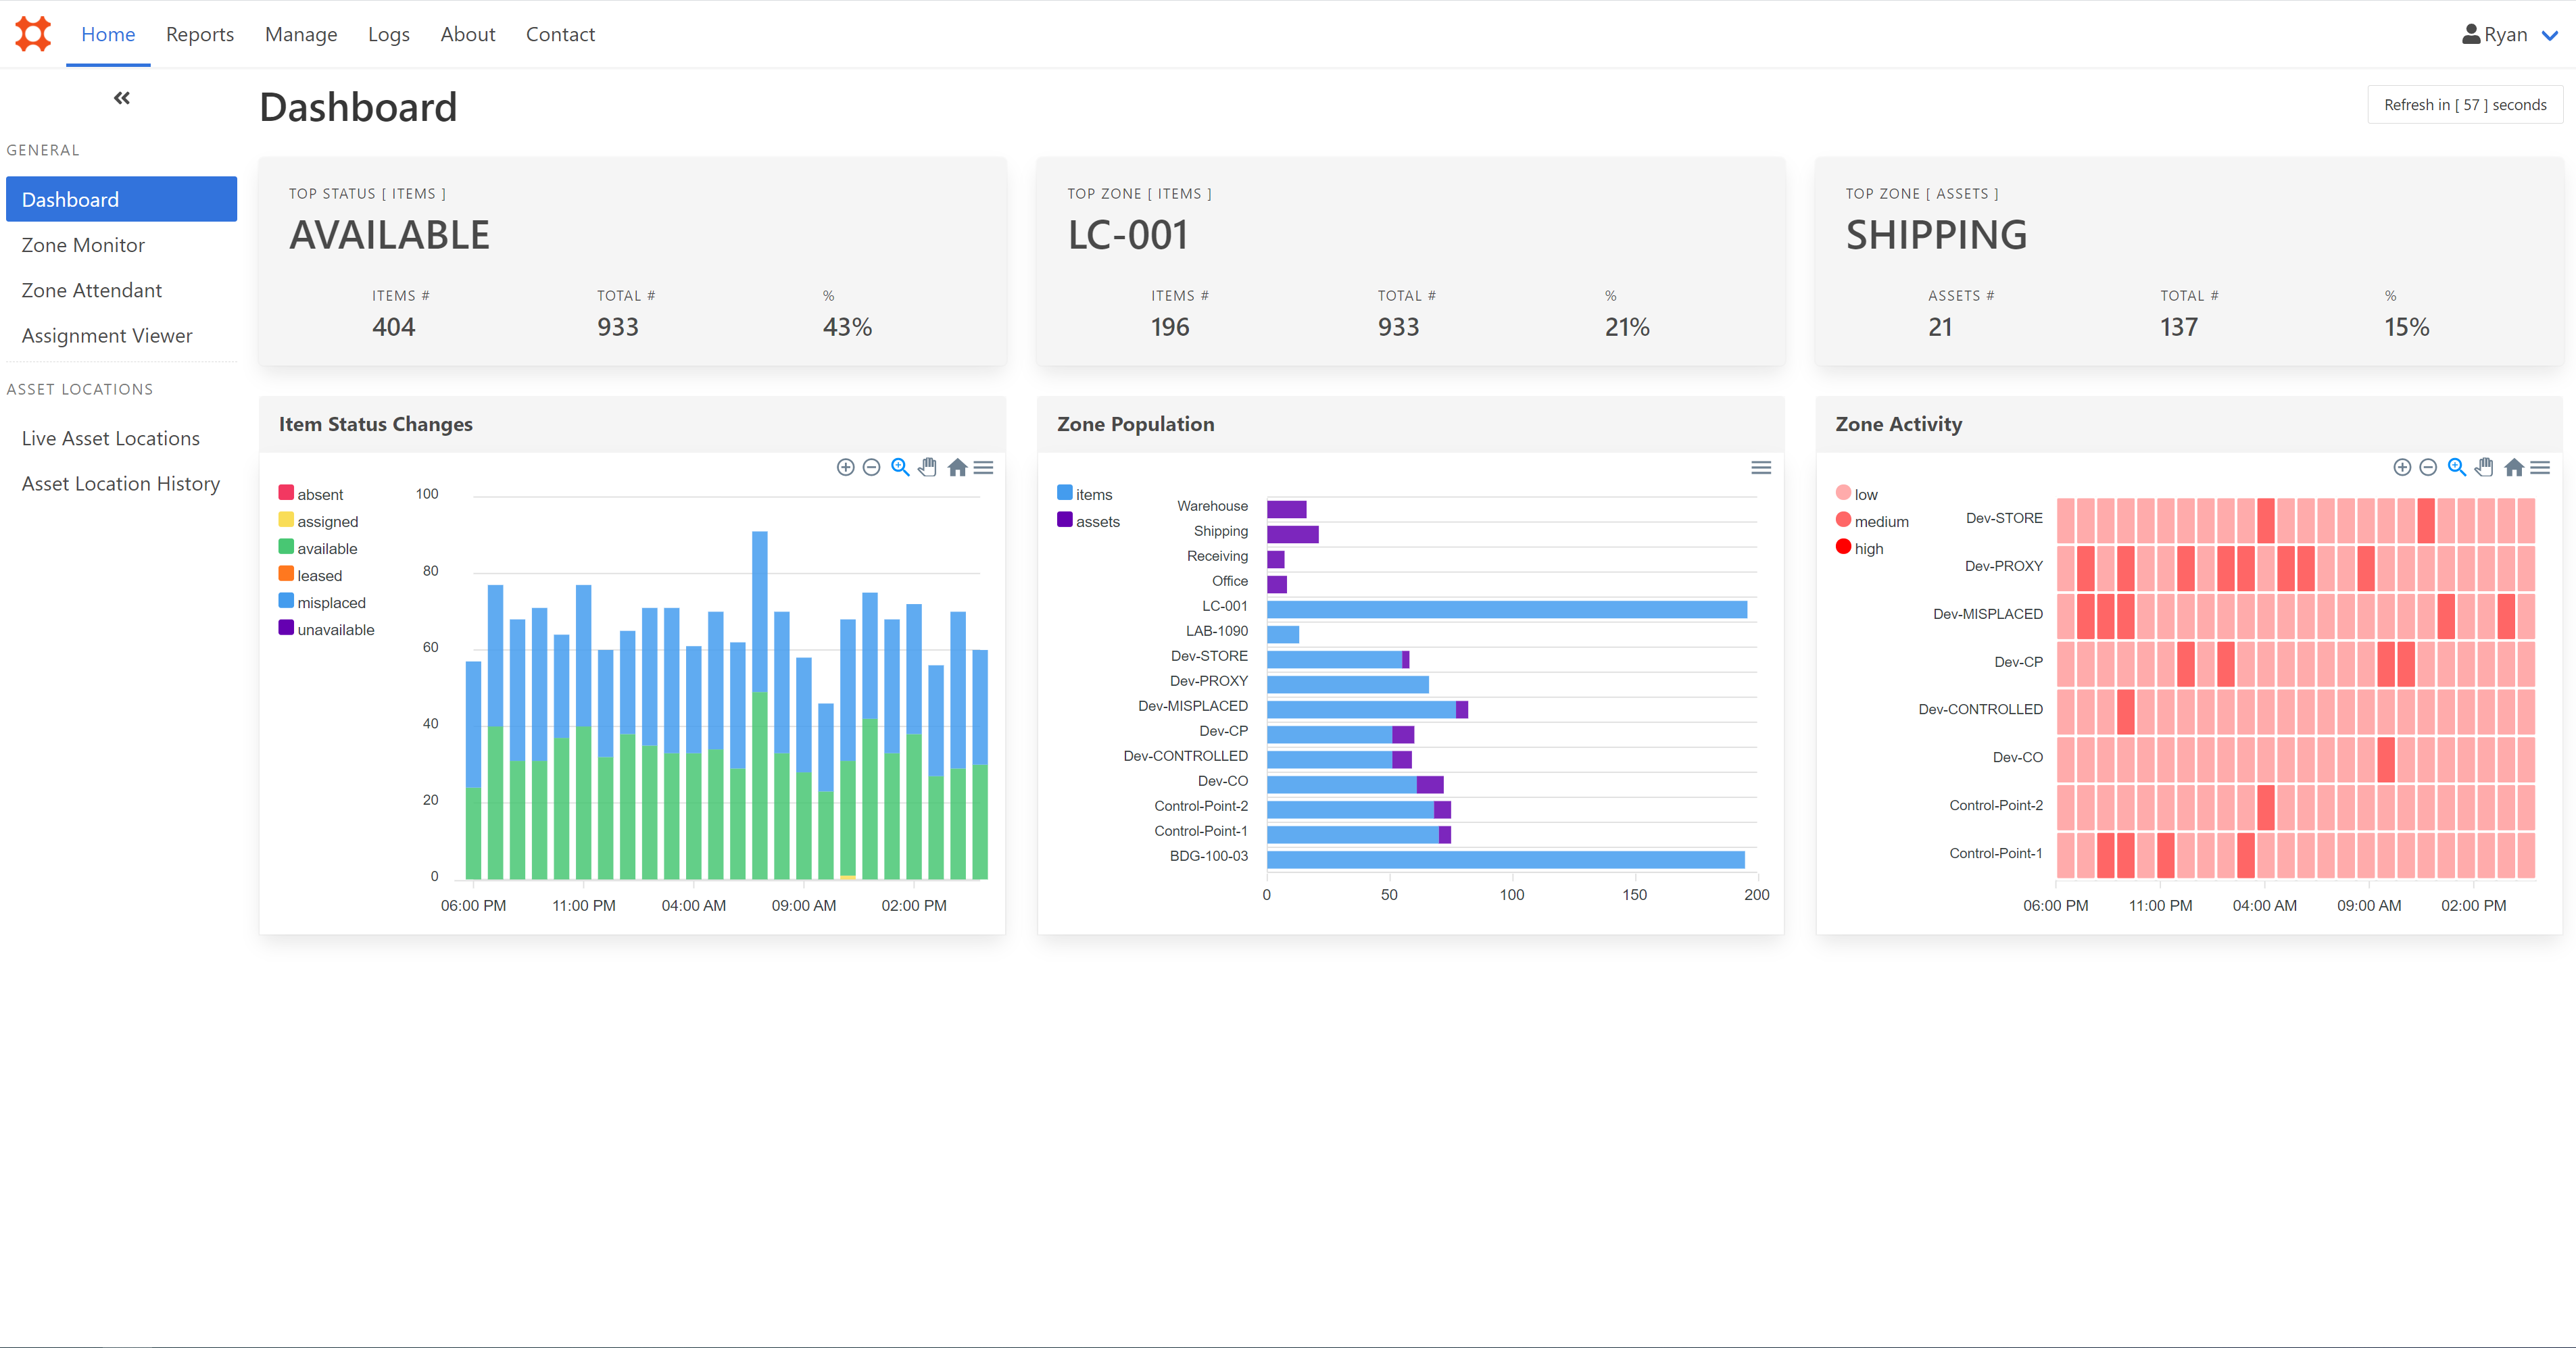 Home Reports Manage Logs About Contact Ryan
Dashboard
Refresh in [ 57 ] seconds
GENERAL
Dashboard
Zone Monitor
Zone Attendant
Assignment Viewer
ASSET LOCATIONS
Live Asset Locations
Asset Location History
TOP STATUS [ ITEMS ]
AVAILABLE
ITEMS # TOTAL # %
404 933 43%
TOP ZONE [ ITEMS ]
LC-001
ITEMS # TOTAL # %
196 933 21%
TOP ZONE [ ASSETS ]
SHIPPING
ASSETS # TOTAL # %
21 137 15%
Item Status Changes
absent
assigned
available
leased
misplaced
unavailable
100
80
60
40
20
0
06:00 PM 11:00 PM 04:00 AM 09:00 AM 02:00 PM
Zone Population
items
assets
Warehouse
Shipping
Receiving
Office
LC-001
LAB-1090
Dev-STORE
Dev-PROXY
Dev-MISPLACED
Dev-CP
Dev-CONTROLLED
Dev-CO
Control-Point-2
Control-Point-1
BDG-100-03
0 50 100 150 200
Zone Activity
low
medium
high
Dev-STORE
Dev-PROXY
Dev-MISPLACED
Dev-CP
Dev-CONTROLLED
Dev-CO
Control-Point-2
Control-Point-1
06:00 PM 11:00 PM 04:00 AM 09:00 AM 02:00 PM